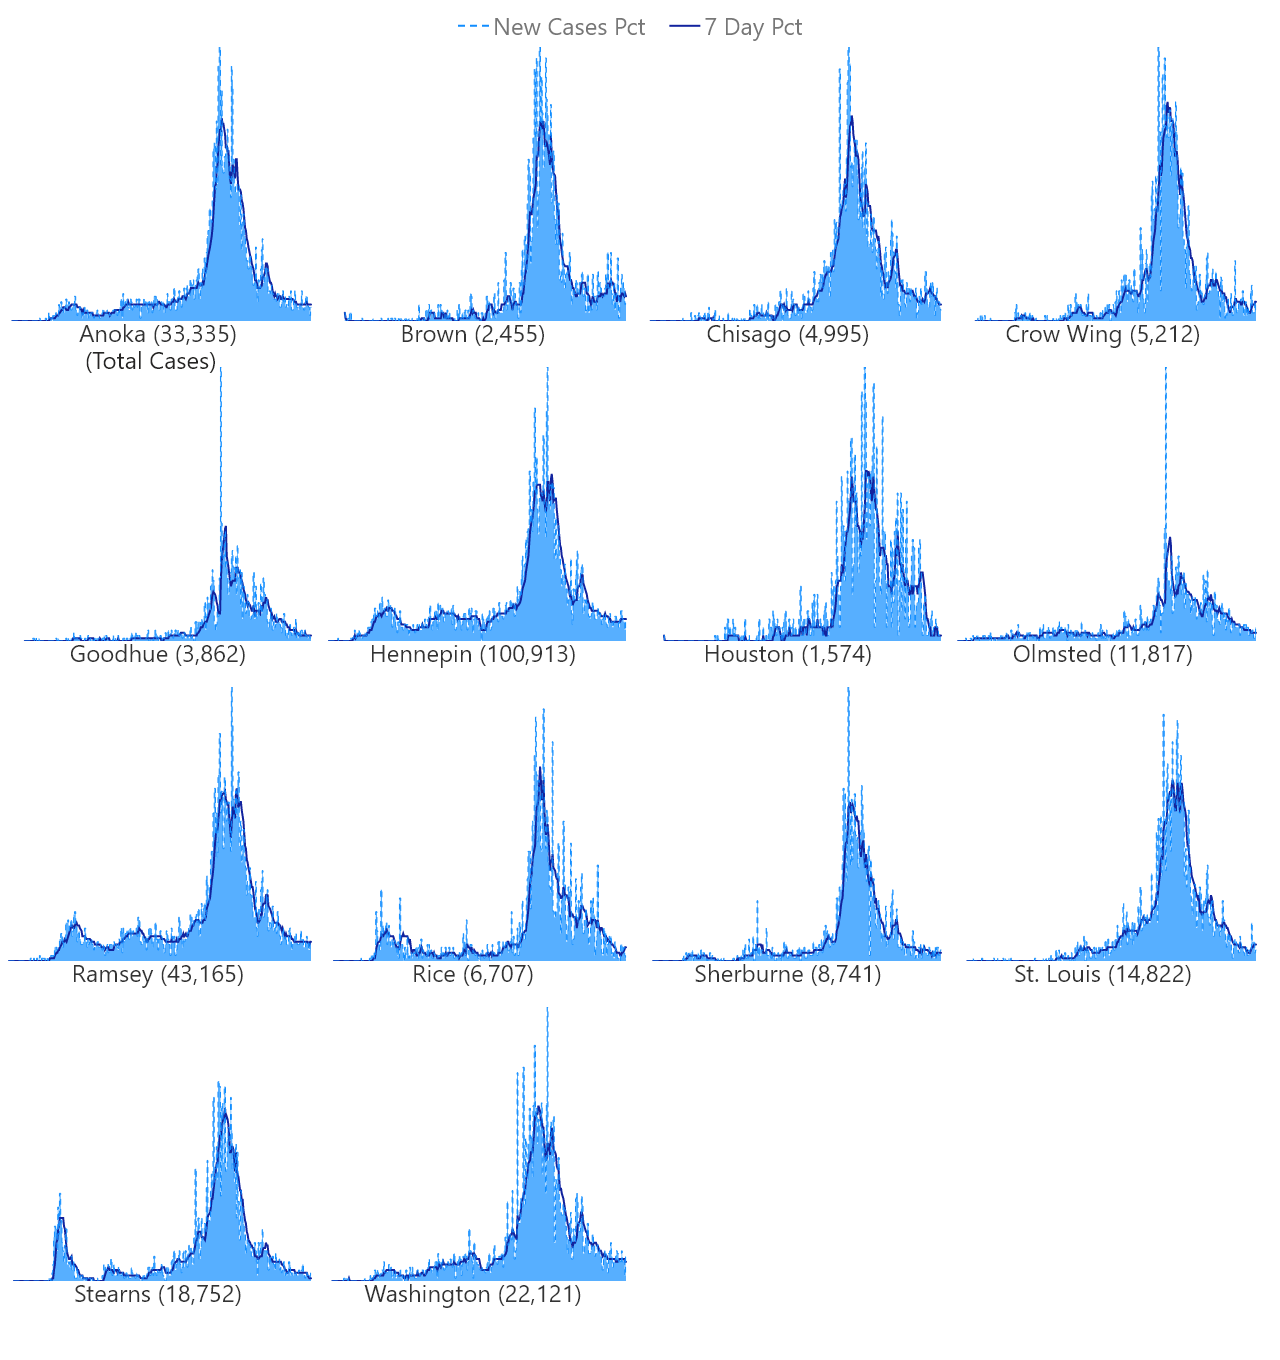 New Cases Pct 7 Day Pct
Anoka (33,335) Brown (2,455) Chisago (4,995) Crow Wing (5,212)
(Total Cases)
Goodhue (3,862) Hennepin (100,913) Houston (1,574) Olmsted (11,817)
Ramsey (43,165) Rice (6,707) Sherburne (8,741) St. Louis (14,822)
Stearns (18,752) Washington (22,121)